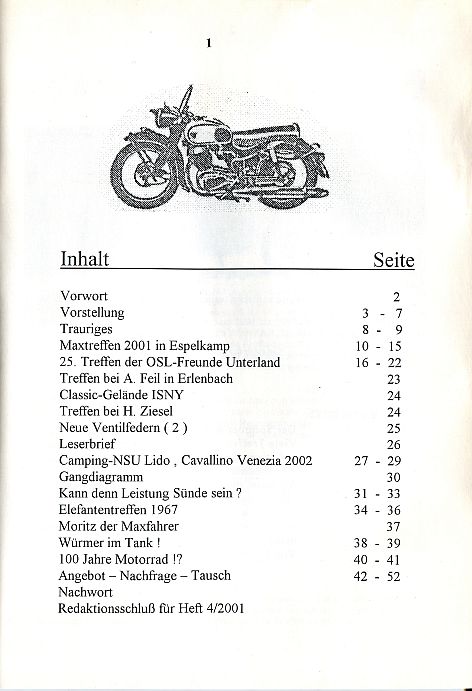 1
Inhalt Seite
Vorwort 2
Vorstellung 3 - 7
Trauriges 8 - 9
Maxtreffen 2001 in Espelkamp 10 - 15
25. Treffen der OSL-Freunde Unterland 16 - 22
Treffen bei A. Feil in Erlenbach 23
Classic-Gelände ISNY 24
Treffen bei H. Ziesel 24
Neue Ventilfedern ( 2 ) 25
Leserbrief 26
Camping-NSU Lido , Cavallino Venezia 2002 27 - 29
Gangdiagramm 30
Kann denn Leistung Sünde sein ? 31 - 33
Elefantentreffen 1967 34 - 36
Moritz der Maxfahrer 37
Würmer im Tank ! 38 - 39
100 Jahre Motorrad !? 40 - 41
Angebot – Nachfrage – Tausch 42 - 52
Nachwort
Redaktionsschluß für Heft 4/2001